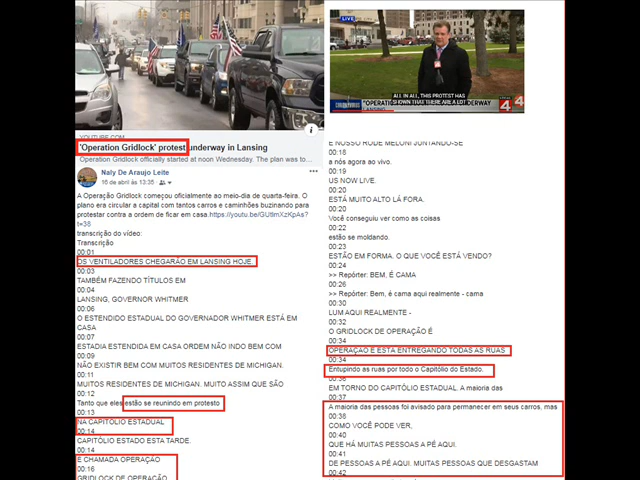 YOUTUBE.COM
'Operation Gridlock' protest underway in Lansing
Operation Gridlock officially started at noon Wednesday. The plan was to...
Naly De Araujo Leite
16 de abril às 13:35
A Operação Gridlock começou oficialmente ao meio-dia de quarta-feira. O
plano era circular a capital com tantos carros e caminhões buzinando para
protestar contra a ordem de ficar em casa.https://youtu.be/GUtlmXzKpAs?
t=38
transcrição do vídeo:
Transcrição
00:01
OS VENTILADORES CHEGARÃO EM LANSING HOJE,
00:03
TAMBÉM FAZENDO TÍTULOS EM
00:04
LANSING, GOVERNOR WHITMER
00:06
O ESTENDIDO ESTADUAL DO GOVERNADOR WHITMER ESTÁ EM
CASA
00:07
ESTADIA ESTENDIDA EM CASA ORDEM NÃO INDO BEM COM
00:09
NÃO EXISTIR BEM COM MUITOS RESIDENTES DE MICHIGAN.
00:11
MUITOS RESIDENTES DE MICHIGAN. MUITO ASSIM QUE SÃO
00:12
Tanto que eles estão se reunindo em protesto
00:13
NA CAPITÓLIO ESTADUAL
00:14
CAPITÓLIO ESTADO ESTA TARDE.
00:14
É CHAMADA OPERAÇÃO
00:16
GRIDLOCK DE OPERAÇÃO
LIVE
ALL IN ALL, THIS PROTEST HAS
SHOWN THAT THERE ARE A LOT
LANSING
4
E NOSSO RODE MELONI JUNTANDO-SE
00:18
a nós agora ao vivo.
00:19
US NOW LIVE.
00:20
ESTÁ MUITO ALTO LÁ FORA.
00:20
Você conseguiu ver como as coisas
00:22
estão se moldando.
00:23
ESTÃO EM FORMA. O QUE VOCÊ ESTÁ VENDO?
00:24
>> Repórter: BEM, É CAMA
00:26
>> Repórter: Bem, é cama aqui realmente - cama
00:30
LUM AQUI REALMENTE -
00:32
O GRIDLOCK DE OPERAÇÃO É
00:34
OPERAÇÃO E ESTÁ ENTREGANDO TODAS AS RUAS
00:34
Entupindo as ruas por todo o Capitólio do Estado.
00:36
EM TORNO DO CAPITÓLIO ESTADUAL. A maioria das
00:37
A maioria das pessoas foi avisado para permanecer em seus carros, mas
00:38
COMO VOCÊ PODE VER,
00:40
QUE HÁ MUITAS PESSOAS A PÉ AQUI.
00:41
DE PESSOAS A PÉ AQUI. MUITAS PESSOAS QUE DESGASTAM
00:42